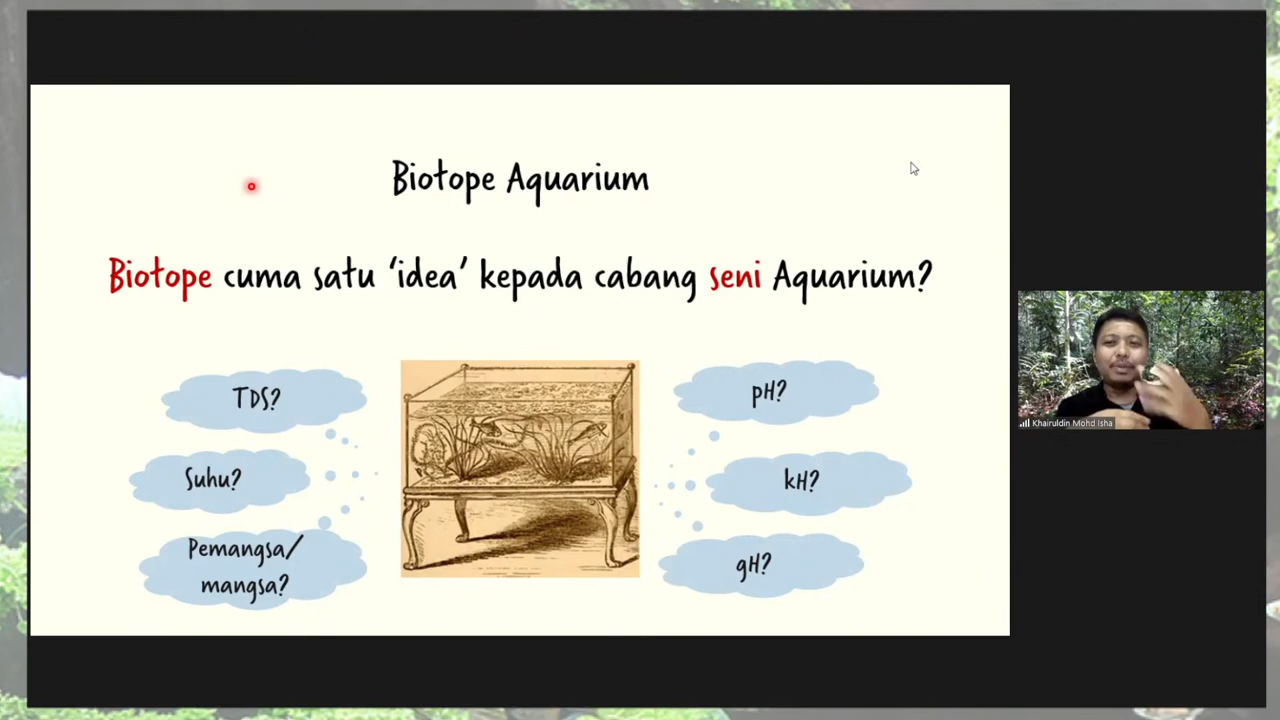 Biotope Aquarium
Biotope cuma satu ‘idea’ kepada cabang seni Aquarium?
TDS?
Suhu?
Pemangsa/
mangsa?
pH?
kH?
gH?
Khairuldin Mohd Isha